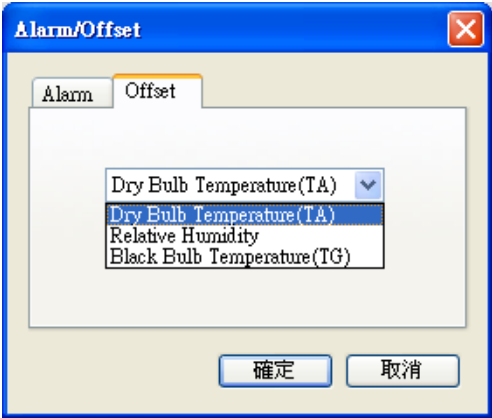 Alarm/Offset
Alarm
Offset
Dry Bulb Temperature(TA)
Dry Bulb Temperature(TA)
Relative Humidity
Black Bulb Temperature(TG)
確定
取消